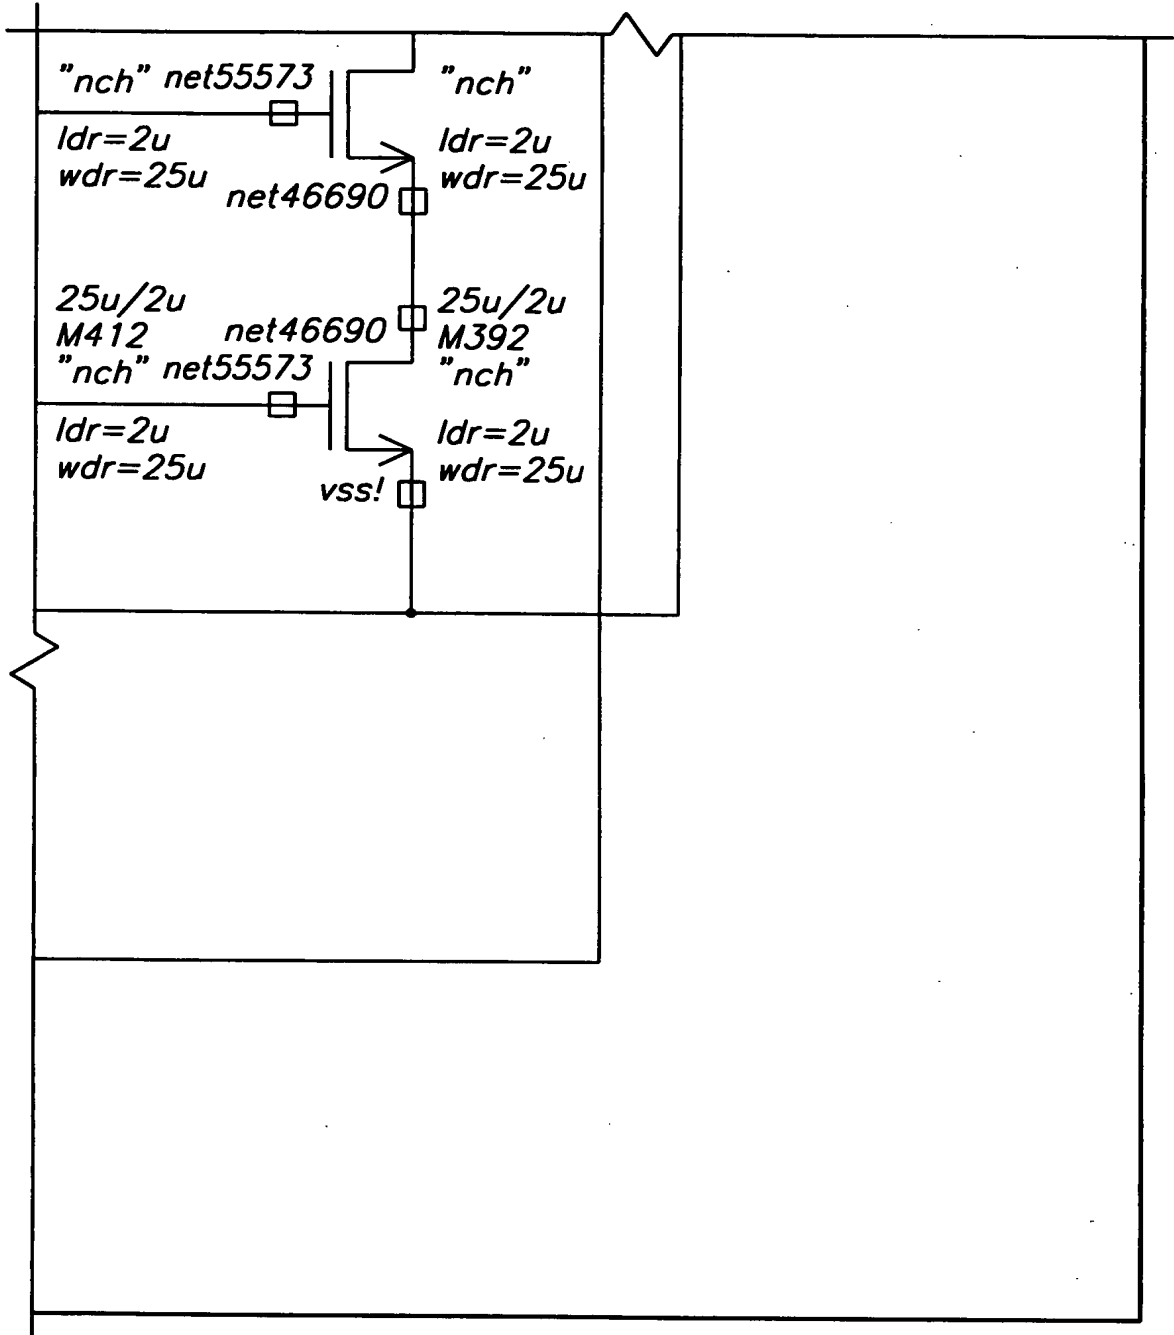 "nch" net55573 "nch"
ldr=2u ldr=2u
wdr=25u wdr=25u
net46690
25u/2u 25u/2u
M412 net46690 M392
"nch" net55573 "nch"
ldr=2u ldr=2u
wdr=25u wdr=25u
vss!